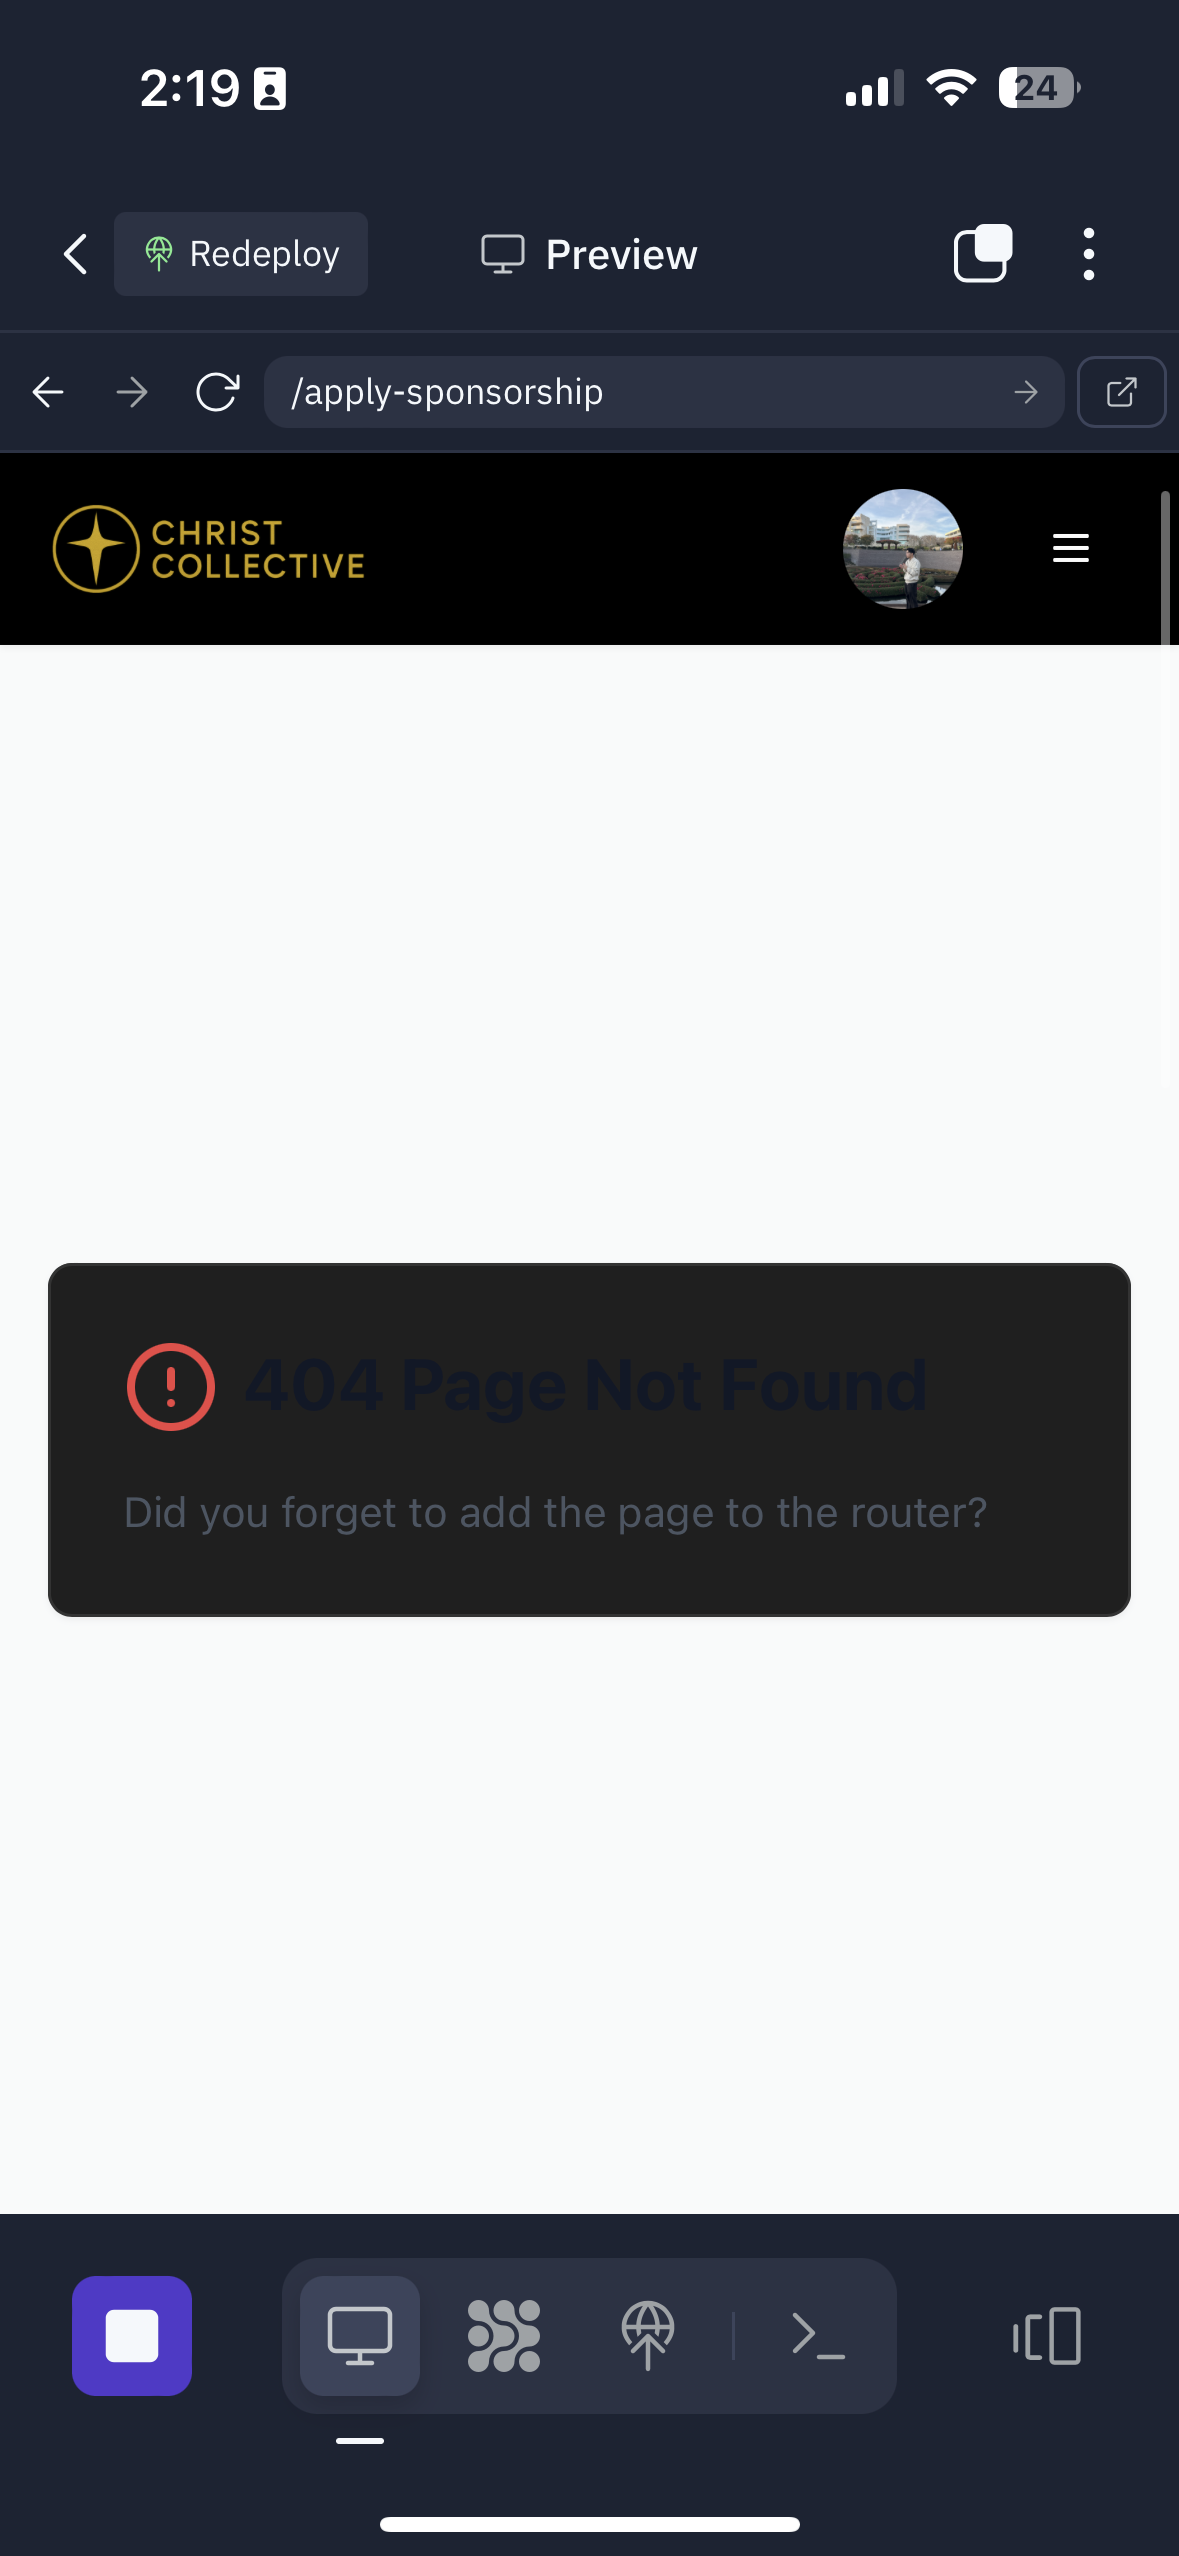 2:19
24
Redeploy
Preview
/apply-sponsorship
CHRIST
COLLECTIVE
404 Page Not Found
Did you forget to add the page to the router?